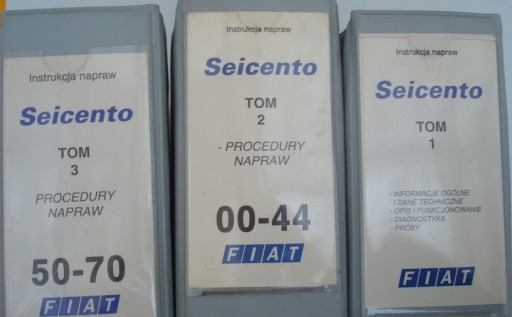 Instrukcja napraw
Seicento
TOM
3
PROCEDURY
NAPRAW
50-70
FIAT
Instrukcja napraw
Seicento
TOM
2
- PROCEDURY
NAPRAW
00-44
FIAT
Instrukcja napraw
Seicento
TOM
1
- INFORMACJE OGÓLNE
I DANE TECHNICZNE
- OPIS I FUNKCJONOWANIE
- DIAGNOSTYKA
- PRÓBY
FIAT